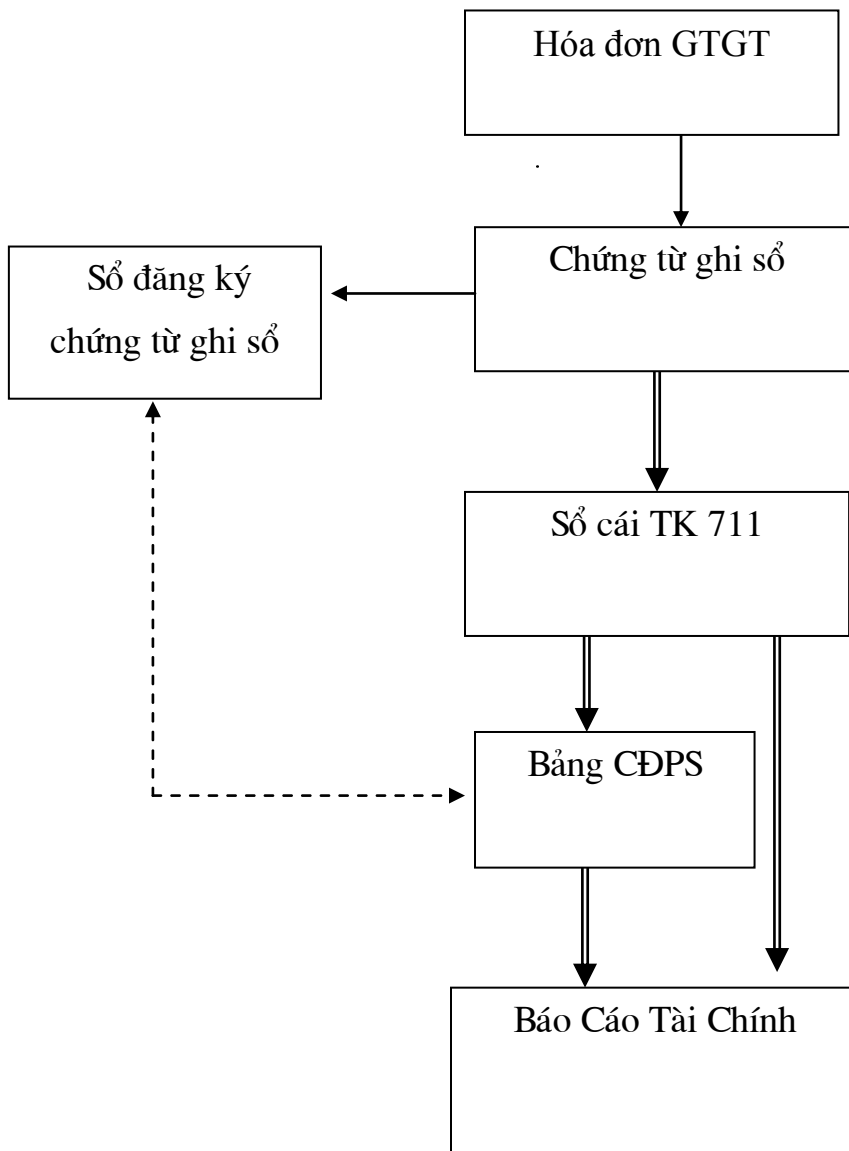 Hóa đơn GTGT
.
Chứng từ ghi sổ
Sổ đăng ký
chứng từ ghi sổ
Sổ cái TK 711
Bảng CĐPS
Báo Cáo Tài Chính